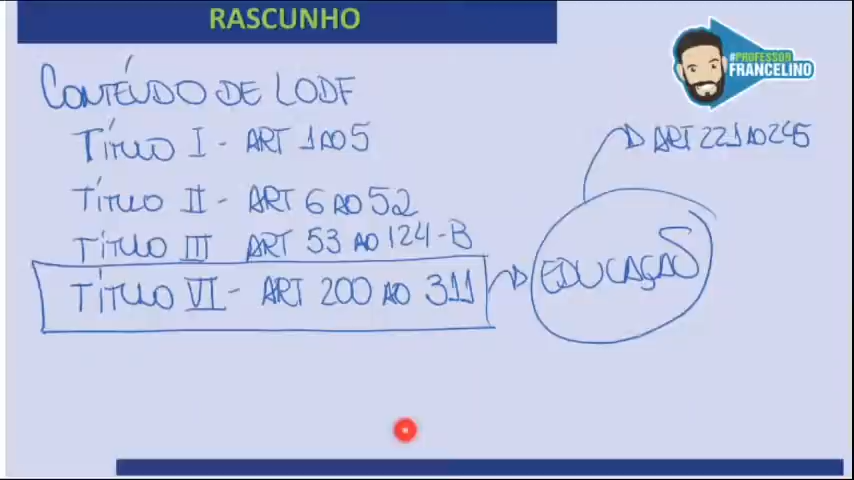 RASCUNHO
#PROFESSOR
FRANCELINO
CONTEÚDO DE LODF
TÍTULO I - ART 1 AO 5
ART 221 AO 245
TÍTULO II - ART 6 AO 52
TÍTULO III ART 53 AO 124-B
TÍTULO VI - ART 200 AO 311
EDUCAÇÃO